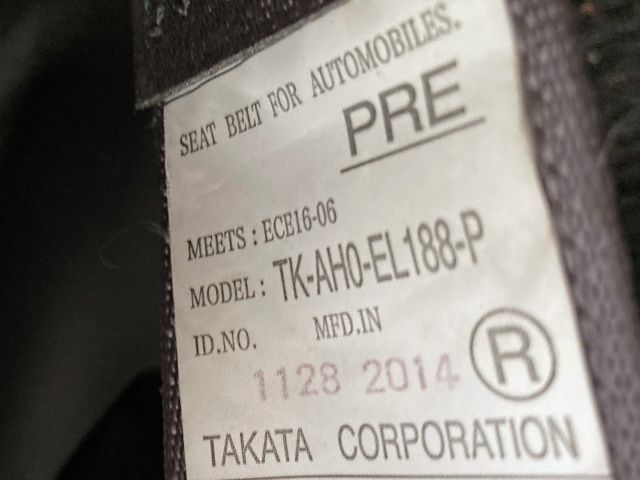 SEAT BELT FOR AUTOMOBILES.
PRE
MEETS : ECE16-06
MODEL : TK-AH0-EL188-P
ID.NO. MFD.IN
1128 2014 R
TAKATA CORPORATION